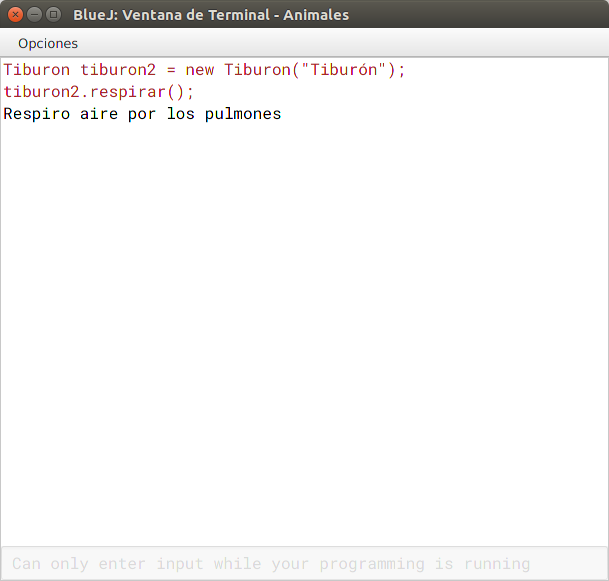 BlueJ: Ventana de Terminal - Animales
Opciones
Tiburon tiburon2 = new Tiburon("Tiburón");
tiburon2.respirar();
Respiro aire por los pulmones
Can only enter input while your programming is running